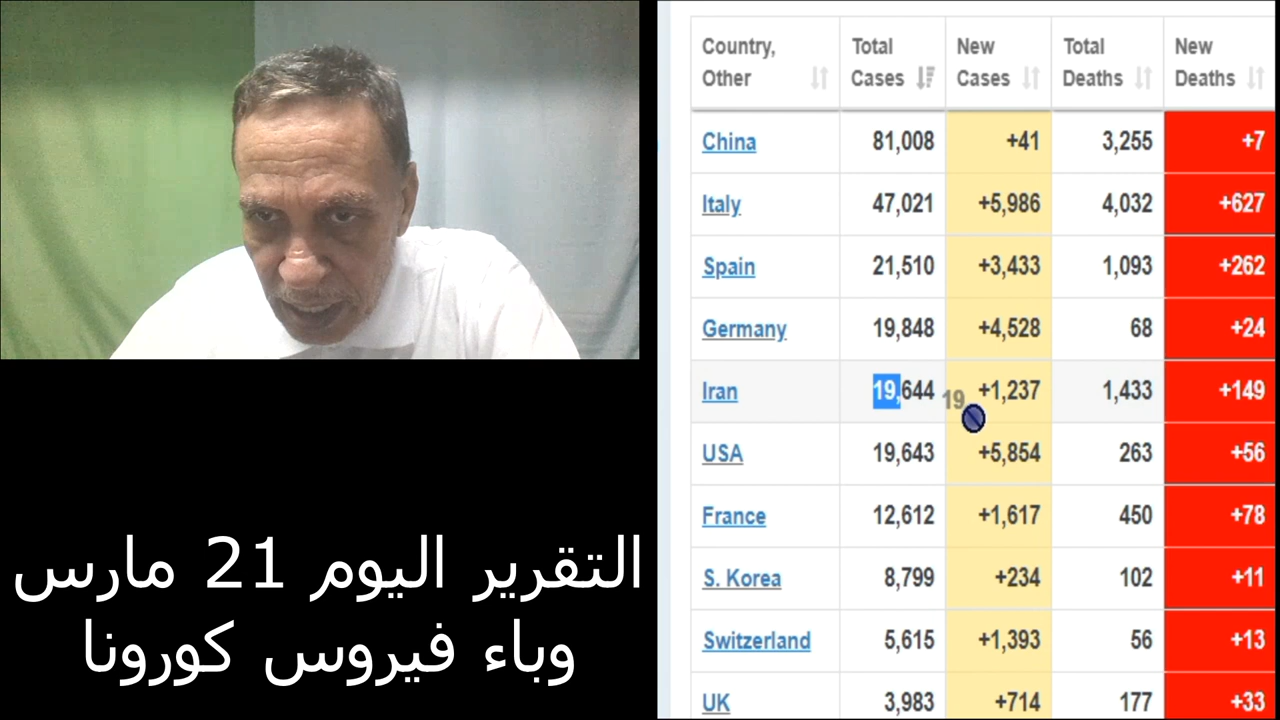 التقرير اليوم 21 مارس
وباء فيروس كورونا
Country, Other Total Cases New Cases Total Deaths New Deaths
China 81,008 +41 3,255 +7
Italy 47,021 +5,986 4,032 +627
Spain 21,510 +3,433 1,093 +262
Germany 19,848 +4,528 68 +24
Iran 19,644 19 +1,237 1,433 +149
USA 19,643 +5,854 263 +56
France 12,612 +1,617 450 +78
S. Korea 8,799 +234 102 +11
Switzerland 5,615 +1,393 56 +13
UK 3,983 +714 177 +33